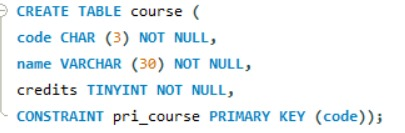 CREATE TABLE course (
code CHAR (3) NOT NULL,
name VARCHAR (30) NOT NULL,
credits TINYINT NOT NULL,
CONSTRAINT pri_course PRIMARY KEY (code));